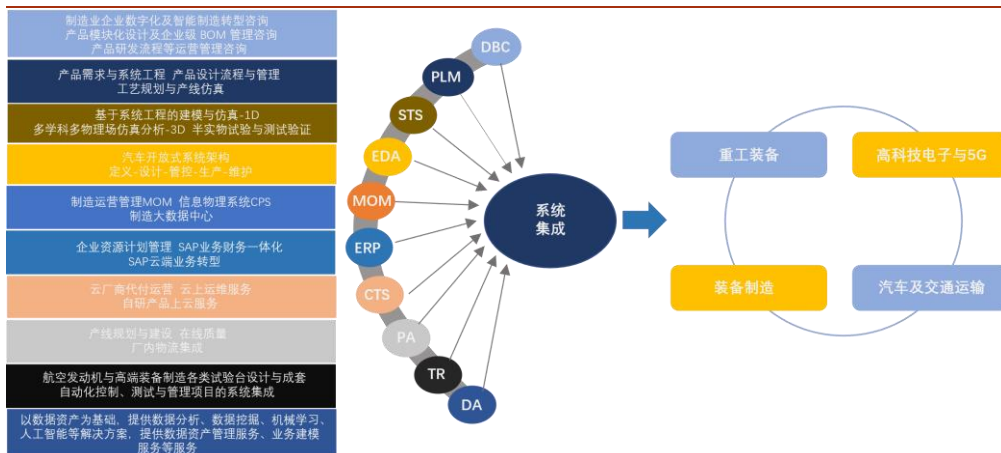 制造业企业数字化及智能制造转型咨询
产品模块化设计及企业级 BOM 管理咨询
产品研发流程等运营管理咨询
产品需求与系统工程 产品设计流程与管理
工艺规划与产线仿真
基于系统工程的建模与仿真-1D
多学科多物理场仿真分析-3D 半实物试验与测试验证
汽车开放式系统架构
定义-设计-管控-生产-维护
制造运营管理MOM 信息物理系统CPS
制造大数据中心
企业资源计划管理 SAP业务财务一体化
SAP云端业务转型
云厂商代付运营 云上运维服务
自研产品上云服务
产线规划与建设 在线质量
厂内物流集成
航空发动机与高端装备制造各类试验台设计与成套
自动化控制、测试与管理项目的系统集成
以数据资产为基础，提供数据分析、数据挖掘、机械学习、
人工智能等解决方案，提供数据资产管理服务、业务建模
服务等服务
DBC
PLM
STS
EDA
MOM
ERP
CTS
PA
TR
DA
系统
集成
重工装备
高科技电子与5G
装备制造
汽车及交通运输